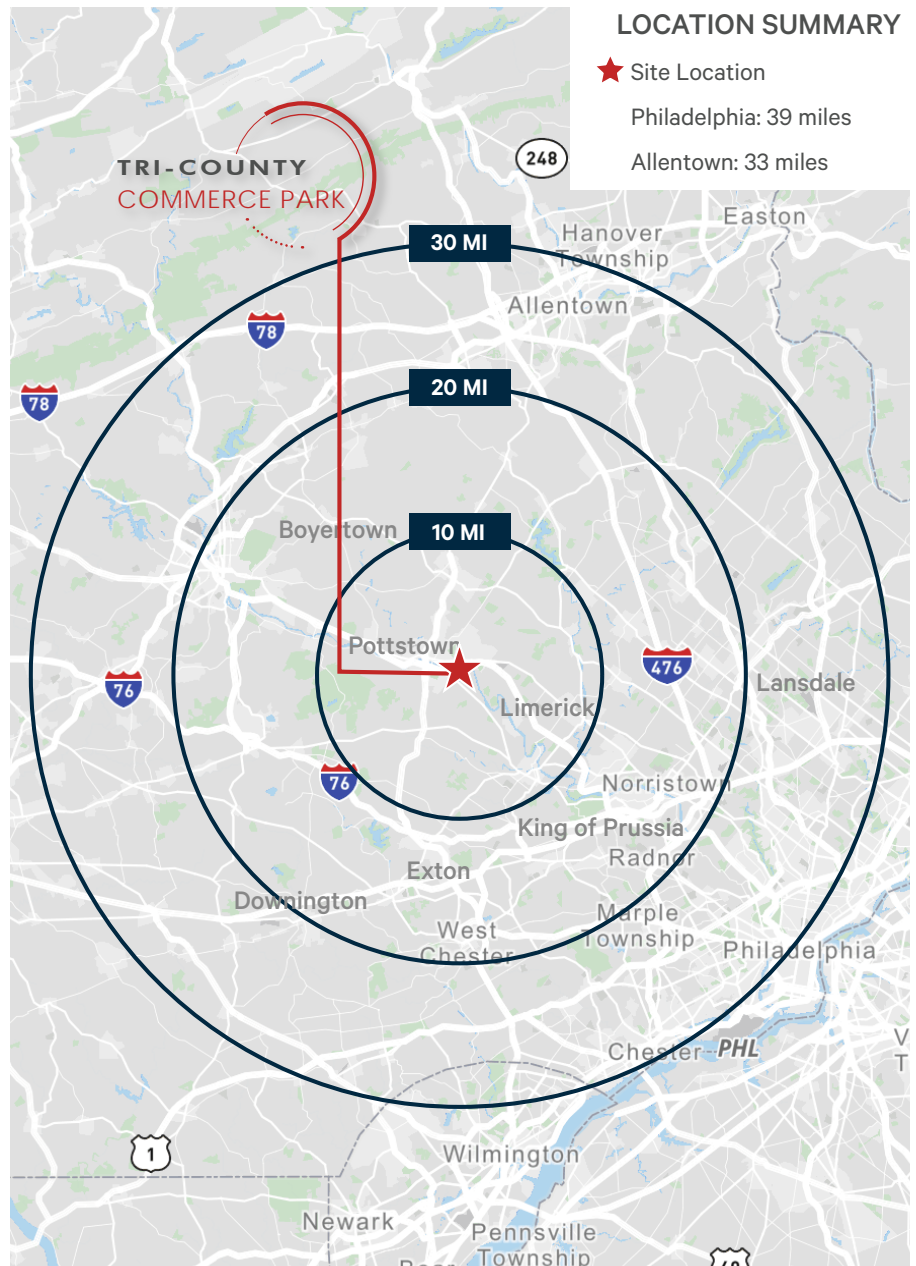 LOCATION SUMMARY
Site Location
Philadelphia: 39 miles
Allentown: 33 miles
TRI-COUNTY
COMMERCE PARK
248
Easton
Hanover
Township
30 MI
Allentown
78
20 MI
78
10 MI
Boyertown
Pottstown
476
Lansdale
76
Limerick
76
Norristown
King of Prussia
Radnor
Exton
Downington
Marple
Township
West
Chester
Philadelphia
Chester
PHL
V
T
1
Wilmington
Newark
Pennsville
Township